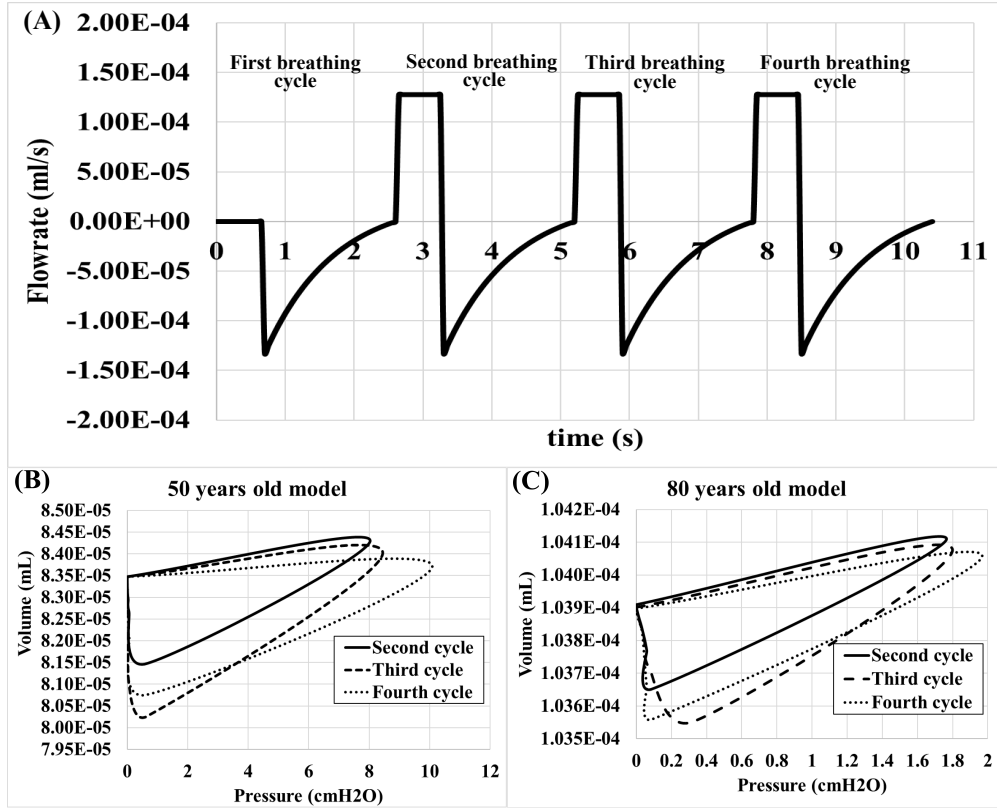 (A)
2.00E-04
1.50E-04
1.00E-04
5.00E-05
0.00E+00
-5.00E-05
-1.00E-04
-1.50E-04
-2.00E-04
Flowrate (ml/s)
First breathing
cycle
Second breathing
cycle
Third breathing
cycle
Fourth breathing
cycle
0 1 2 3 4 5 6 7 8 9 10 11
time (s)
(B)
50 years old model
8.50E-05
8.45E-05
8.40E-05
8.35E-05
8.30E-05
8.25E-05
8.20E-05
8.15E-05
8.10E-05
8.05E-05
8.00E-05
7.95E-05
Volume (mL)
Second cycle
Third cycle
Fourth cycle
0 2 4 6 8 10 12
Pressure (cmH2O)
(C)
80 years old model
1.042E-04
1.041E-04
1.040E-04
1.039E-04
1.038E-04
1.037E-04
1.036E-04
1.035E-04
Volume (mL)
Second cycle
Third cycle
Fourth cycle
0 0.2 0.4 0.6 0.8 1 1.2 1.4 1.6 1.8 2
Pressure (cmH2O)